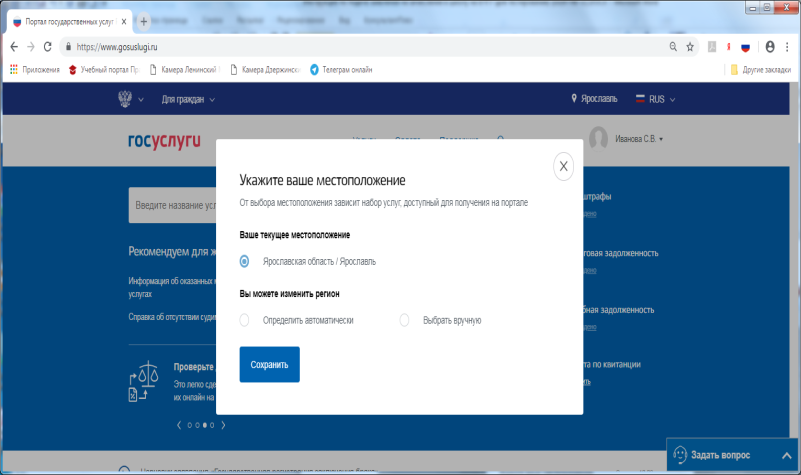 Портал государственных услуг
https://www.gosuslugi.ru
Приложения Учебный портал Пр Камера Ленинский Камера Дзержинск Телеграм онлайн Другие закладки
Для граждан Ярославль RUS
госуслуги Иванова С.В.
Укажите ваше местоположение
От выбора местоположения зависит набор услуг, доступный для получения на портале
Ваше текущее местоположение
Ярославская область / Ярославль
Вы можете изменить регион
Определить автоматически Выбрать вручную
Сохранить
Введите название усл
Рекомендуем для ж
Информация об оказанных м
услугах
Справка об отсутствии суди
Проверьте
Это легко сде
их онлайн на
штрафы
говая задолженность
бная задолженность
та по квитанции
Задать вопрос